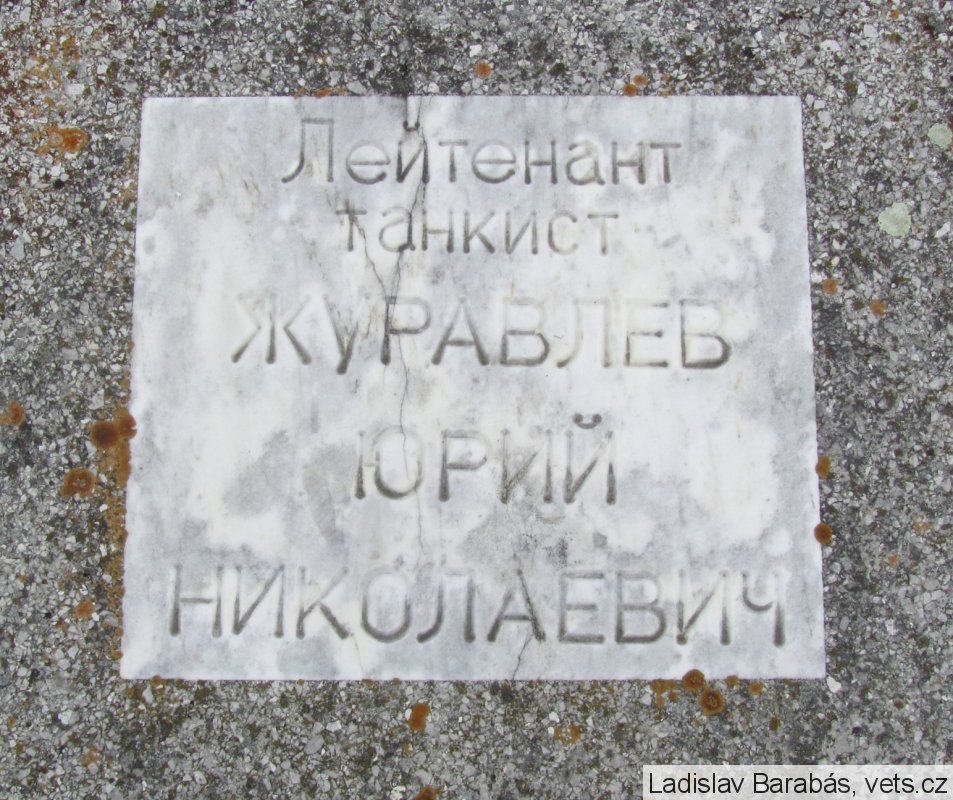 Лейтенант
танкист
ЖУРАВЛЕВ
ЮРИЙ
НИКОЛАЕВИЧ
Ladislav Barabás, vets.cz